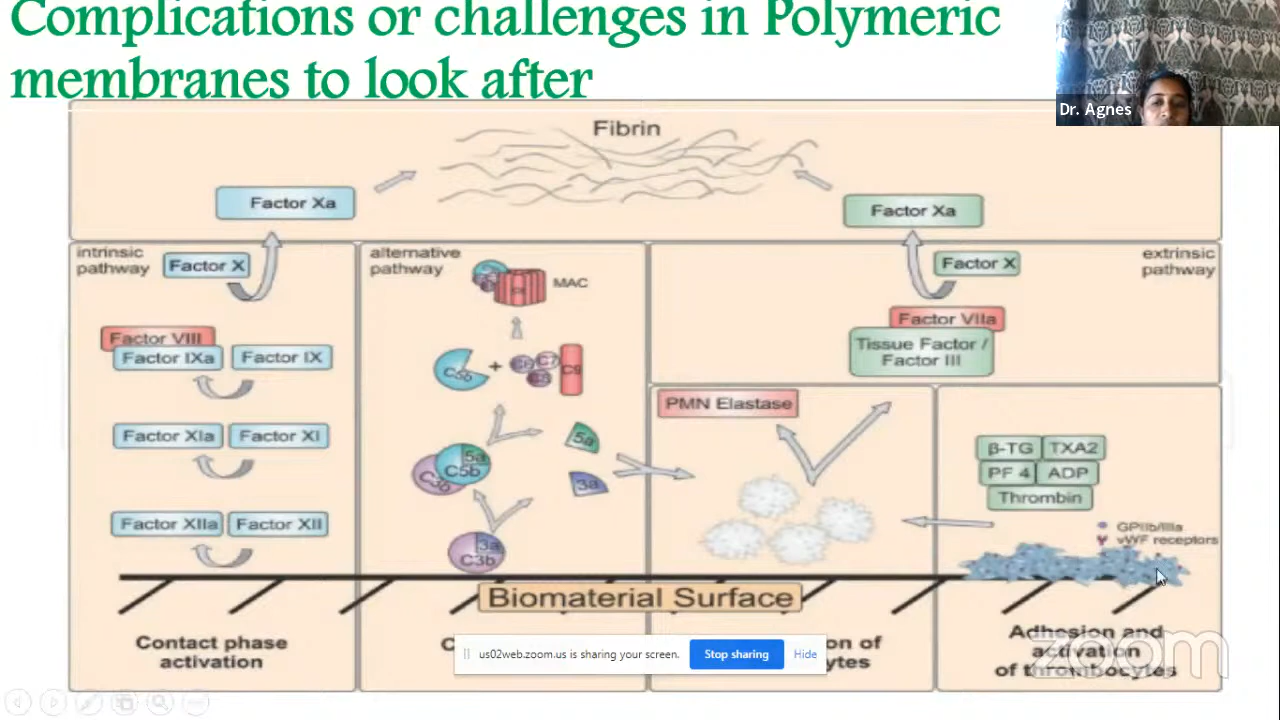 Complications or challenges in Polymeric
membranes to look after
Dr. Agnes
Fibrin
Factor Xa
Factor Xa
intrinsic
pathway
Factor X
alternative
pathway
MAC
Factor X
extrinsic
pathway
Factor VIII
Factor IXa
Factor IX
C5b
+
C6
C7
C8
C9
Factor VIIa
Tissue Factor /
Factor III
PMN Elastase
Factor XIa
Factor XI
5a
C5b
C3b
5a
3a
β-TG
TXA2
PF 4
ADP
Thrombin
Factor XIIa
Factor XII
3a
C3b
GPIIb/IIIa
vWF receptors
Biomaterial Surface
Contact phase
activation
C
on of
ytes
Adhesion and
activation
of thrombocytes
us02web.zoom.us is sharing your screen.
Stop sharing
Hide
zoom